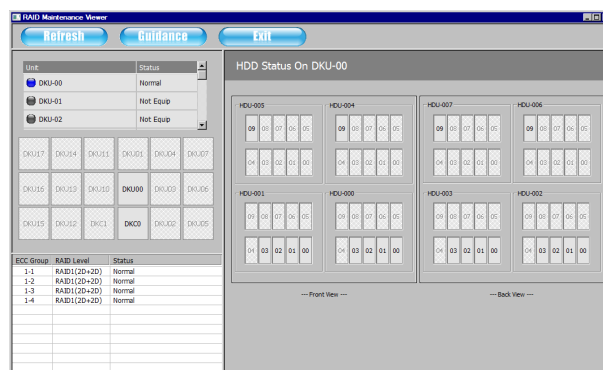 RAID Maintenance Viewer
Refresh Guidance Exit
Unit Status
DKU-00 Normal
DKU-01 Not Equip
DKU-02 Not Equip
DKU17 DKU14 DKU11 DKU01 DKU04 DKU07
DKU16 DKU13 DKU10 DKU00 DKU03 DKU06
DKU15 DKU12 DKC1 DKC0 DKU02 DKU05
ECC Group RAID Level Status
1-1 RAID1(2D+2D) Normal
1-2 RAID1(2D+2D) Normal
1-3 RAID1(2D+2D) Normal
1-4 RAID1(2D+2D) Normal
HDD Status On DKU-00
HDU-005 HDU-004 HDU-007 HDU-006
09 08 07 06 05 09 08 07 06 05 09 08 07 06 05 09 08 07 06 05
04 03 02 01 00 04 03 02 01 00 04 03 02 01 00 04 03 02 01 00
HDU-001 HDU-000 HDU-003 HDU-002
09 08 07 06 05 09 08 07 06 05 09 08 07 06 05 09 08 07 06 05
04 03 02 01 00 04 03 02 01 00 04 03 02 01 00 04 03 02 01 00
--- Front View --- --- Back View ---